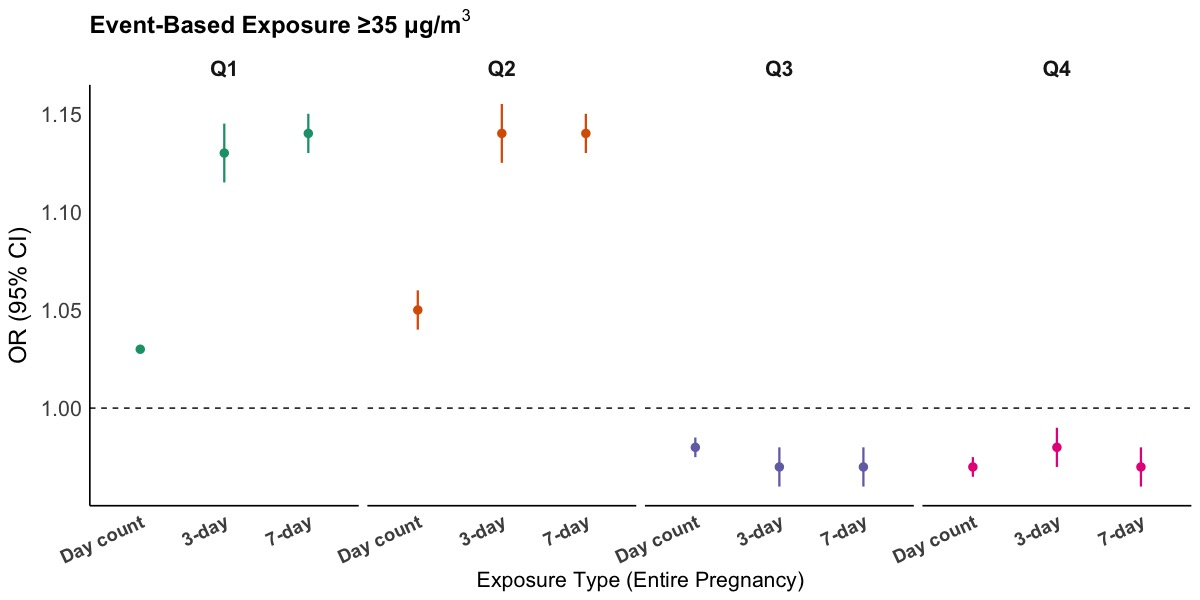 Event-Based Exposure ≥35 μg/m³
Q1 Q2 Q3 Q4
OR (95% CI)
1.15
1.10
1.05
1.00
Day count 3-day 7-day Day count 3-day 7-day Day count 3-day 7-day Day count 3-day 7-day
Exposure Type (Entire Pregnancy)